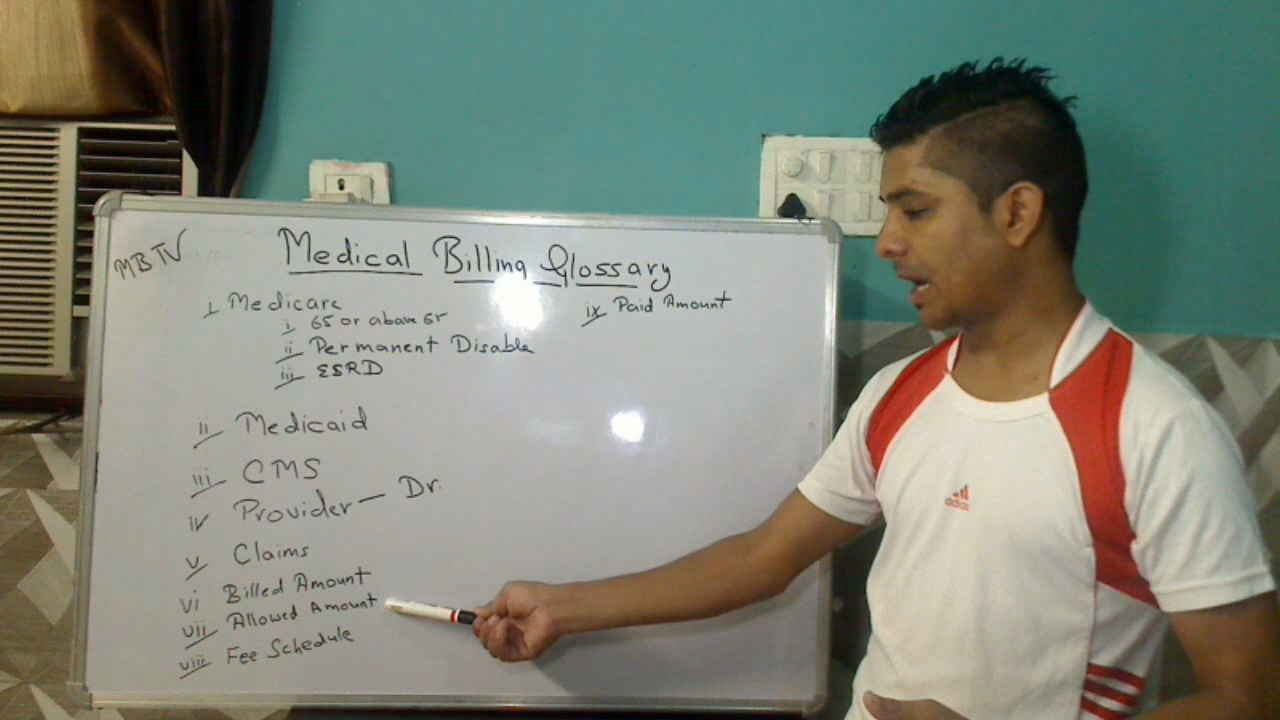 MBTV
Medical Billing Glossary
i Medicare
i 65 or above 65
ii Permanent Disable
iii ESRD
ii Medicaid
iii CMS
iv Provider — Dr.
v Claims
vi Billed Amount
vii Allowed Amount
viii Fee Schedule
ix Paid Amount
adidas